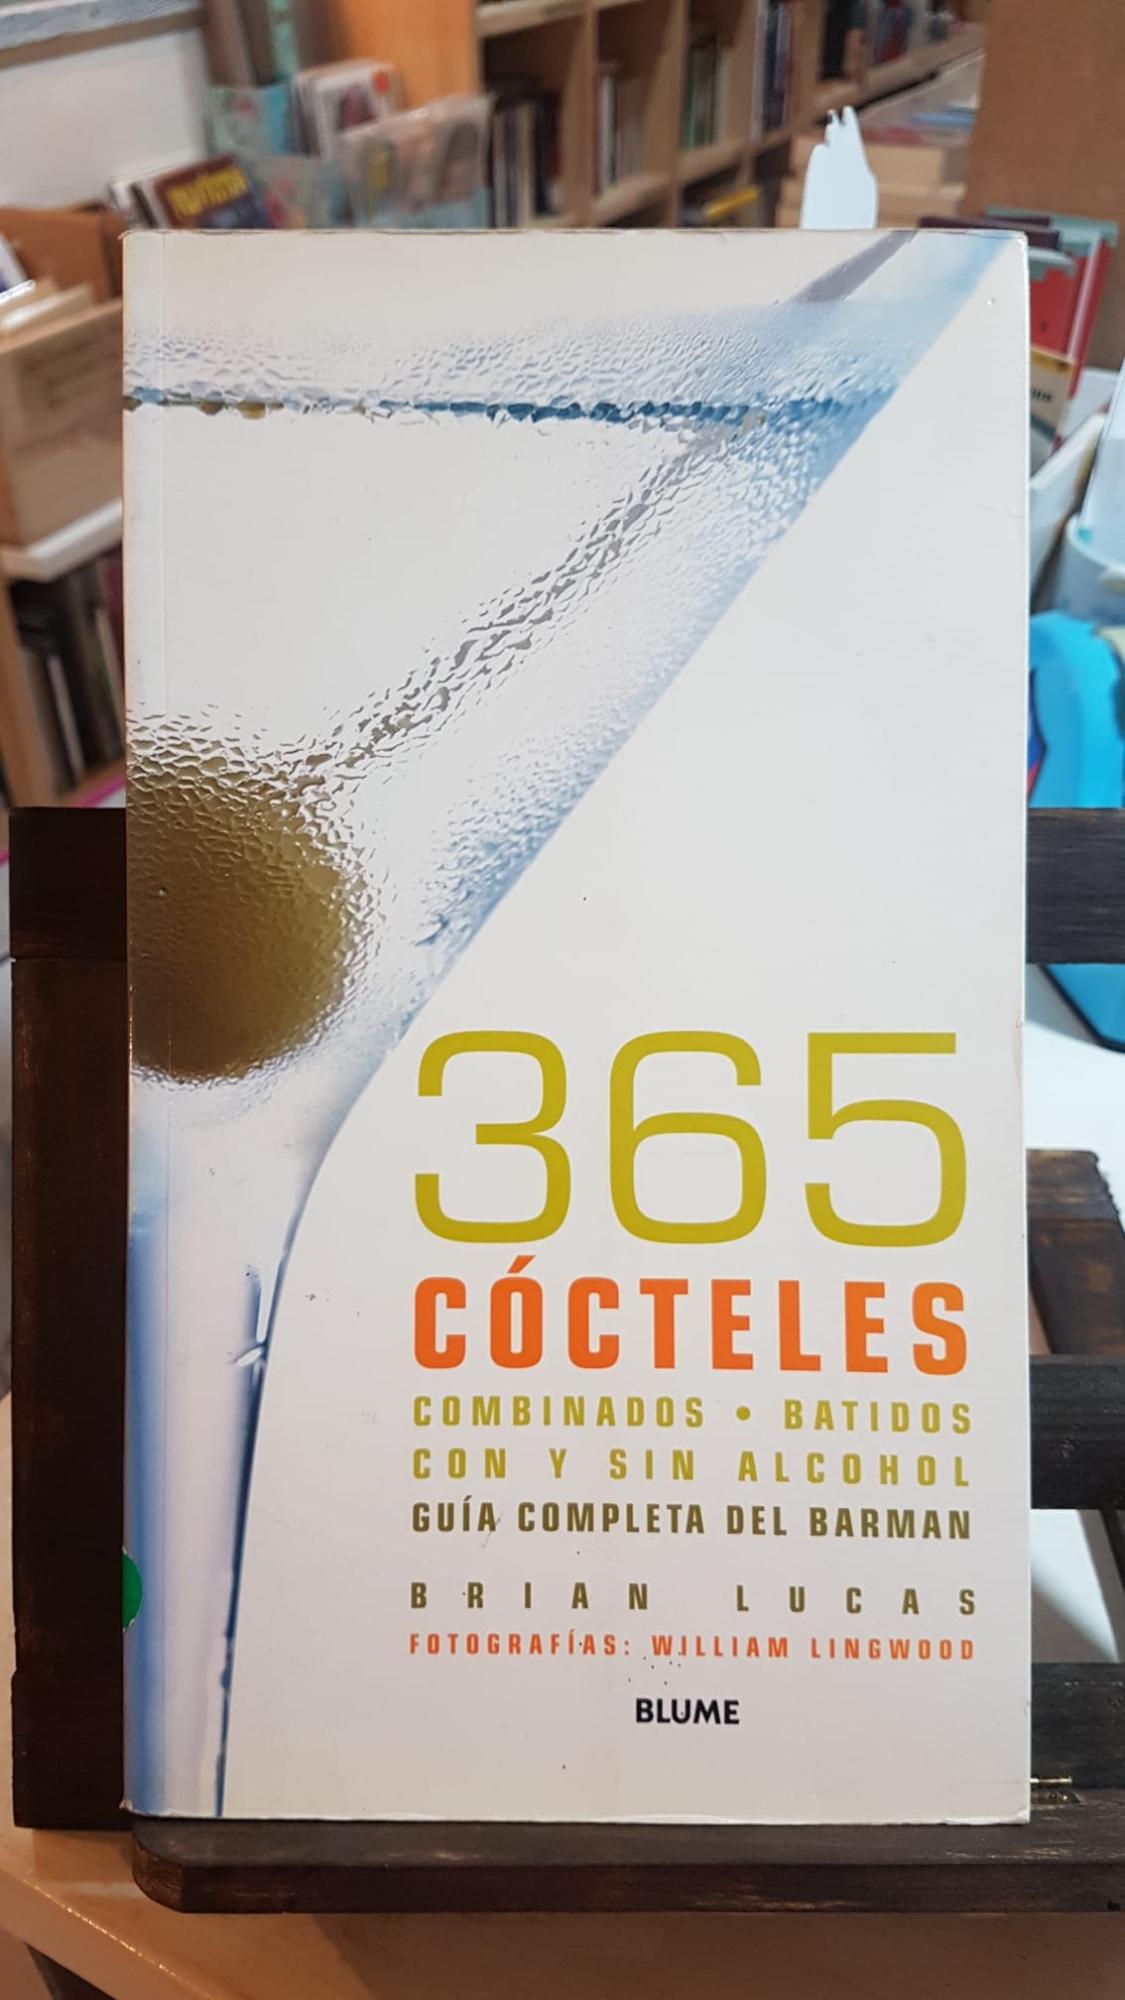 365
CÓCTELES
COMBINADOS • BATIDOS
CON Y SIN ALCOHOL
GUÍA COMPLETA DEL BARMAN
BRIAN LUCAS
FOTOGRAFÍAS: WILLIAM LINGWOOD
BLUME